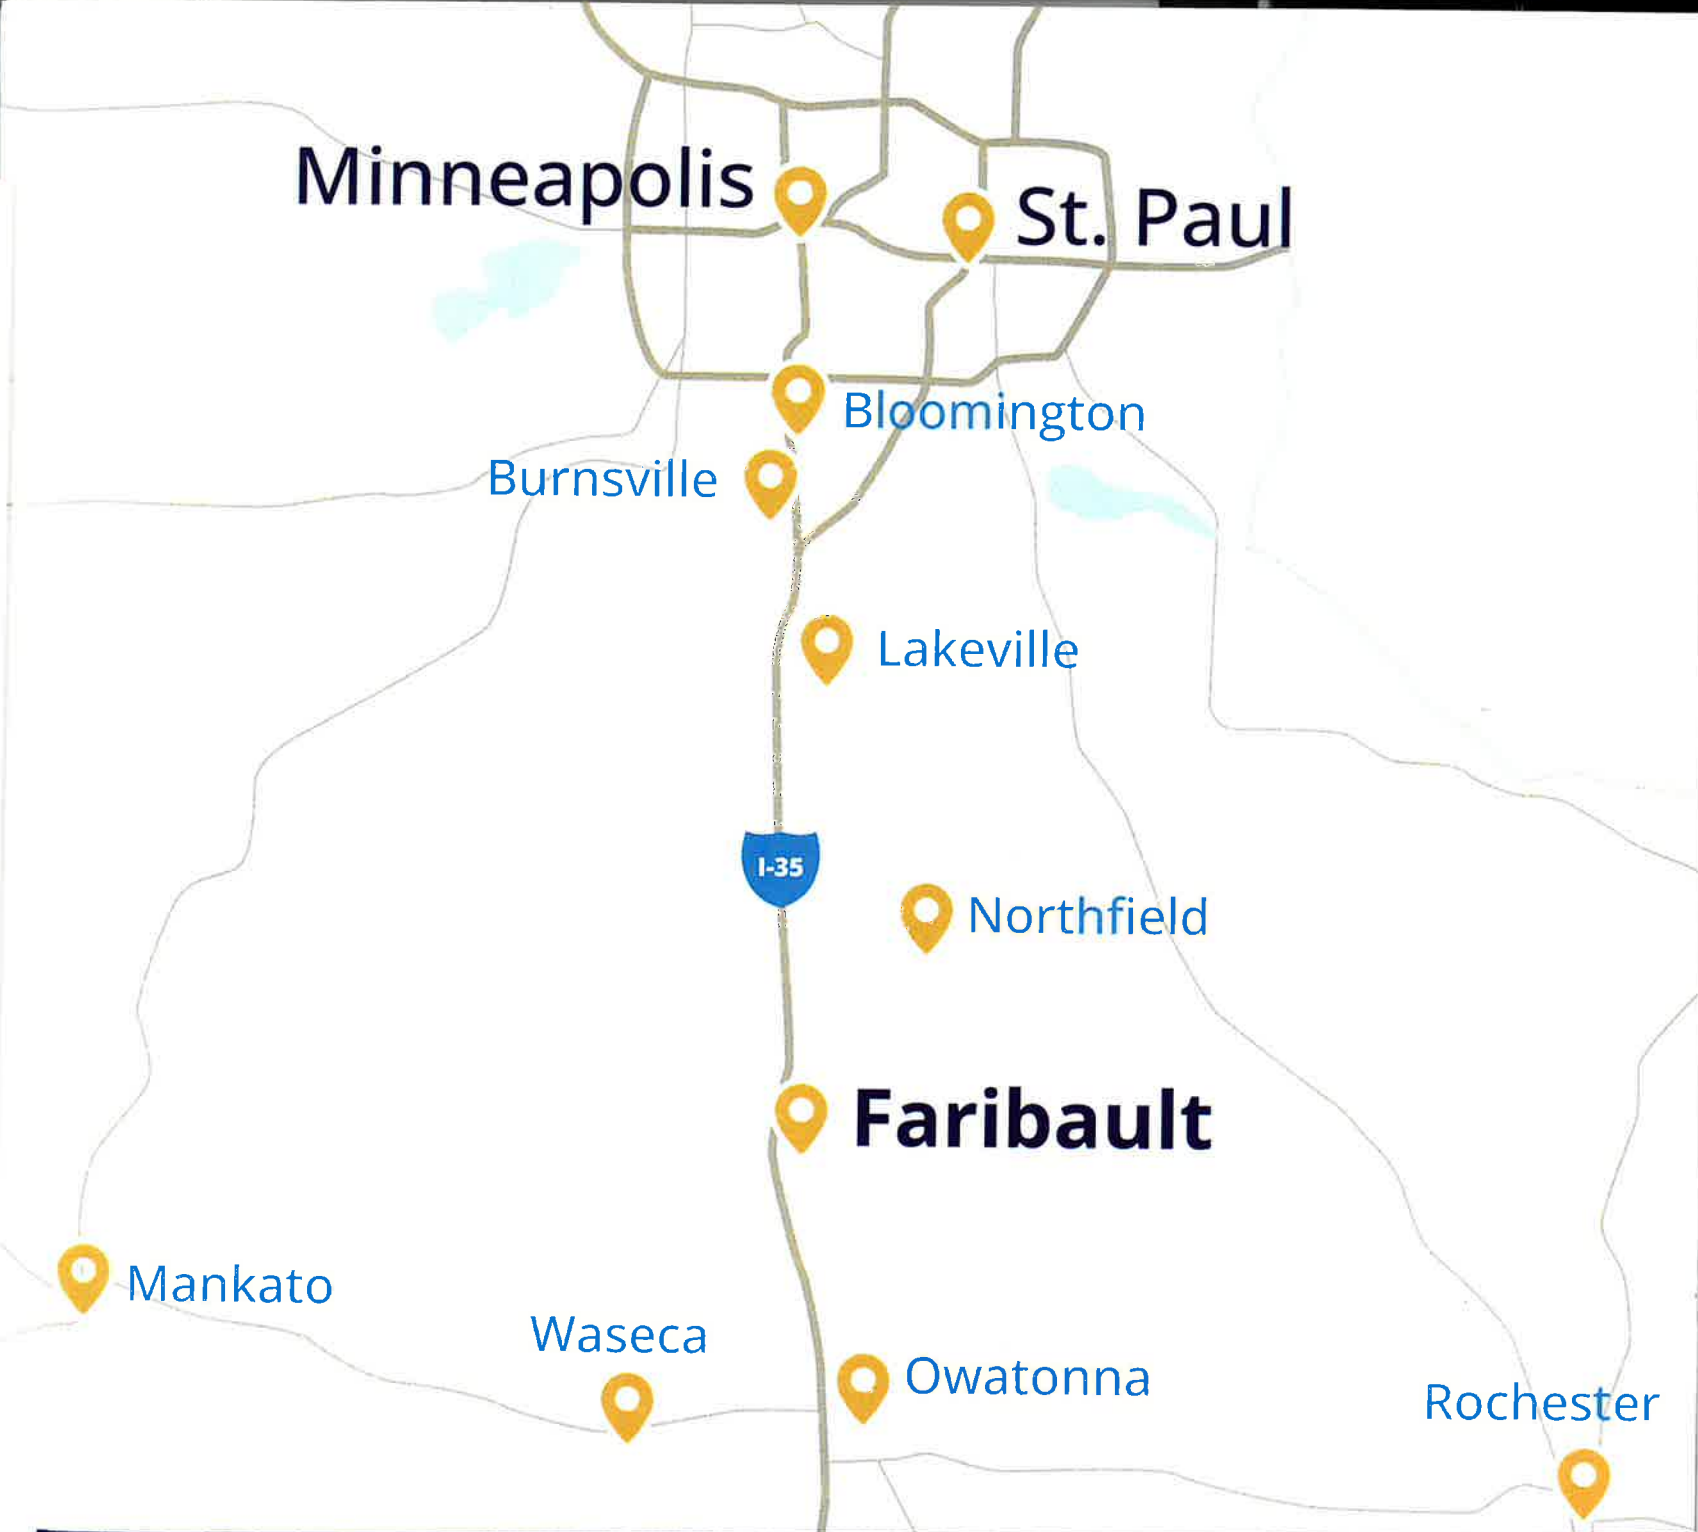 Minneapolis
St. Paul
Bloomington
Burnsville
Lakeville
I-35
Northfield
Faribault
Mankato
Waseca
Owatonna
Rochester